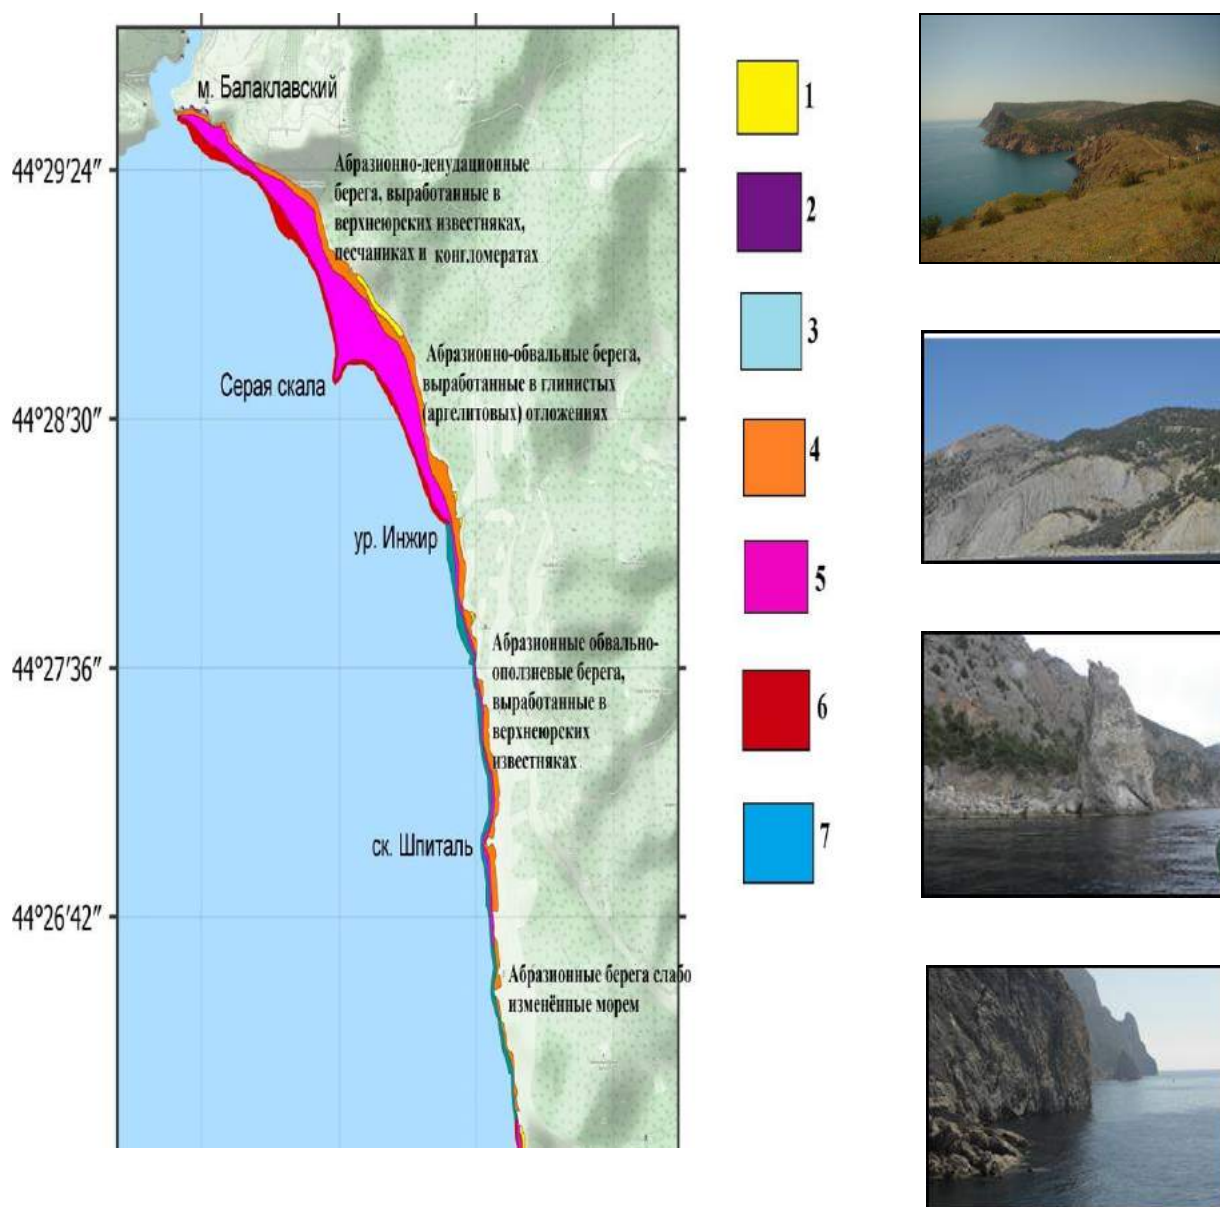 м. Балаклавский
44°29′24″
Абразионно-денудационные
берега, выработанные в
верхнеюрских известняках,
песчаниках и конгломератах
Серая скала
Абразионно-обвальные берега,
выработанные в глинистых
(аргелитовых) отложениях
44°28′30″
ур. Инжир
44°27′36″
Абразионные обвально-
оползневые берега,
выработанные в
верхнеюрских
известняках
ск. Шпиталь
44°26′42″
Абразионные берега слабо
изменённые морем
1
2
3
4
5
6
7